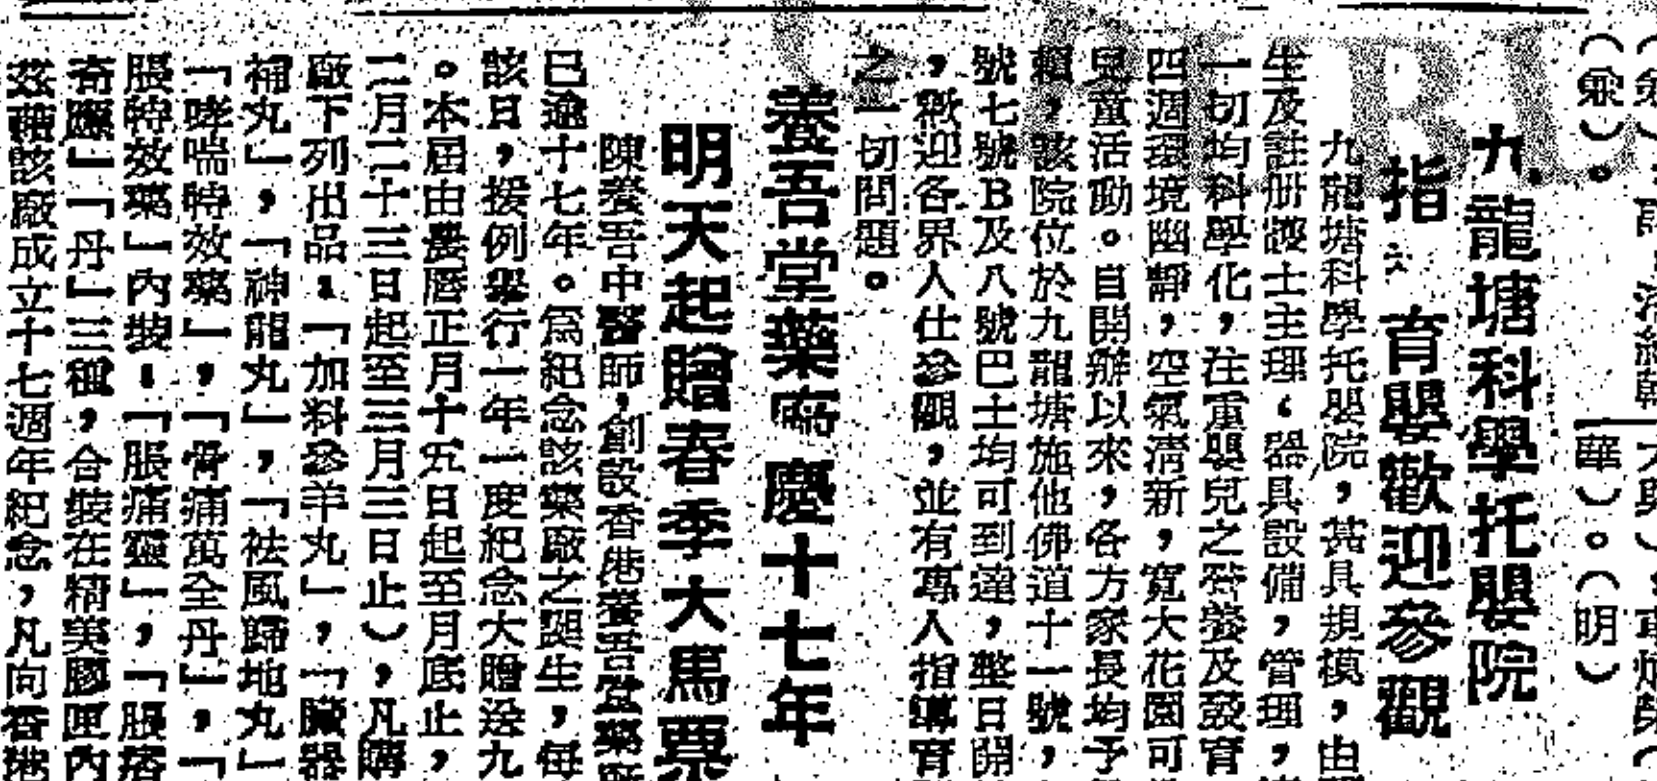 (兪)。
華)。(明)
九龍塘科學托嬰院
指 育嬰歡迎參觀
九龍塘科學托嬰院,甚具規模,由
生及註册護士主理,器具設備,管理,
一切均科學化,注重嬰兒之營養及發育
四週環境幽靜,空氣清新,寬大花園可
兒童活動。自開辦以來,各方家長均予
賴,該院位於九龍塘施他佛道十一號,
號七號B及八號巴士均可到達,整日開
,歡迎各界人仕參觀,並有專人指導育
之一切問題。
養吾堂藥廠慶十七年
明天起贈春季大馬票
陳養吾中醫師,創設香港養吾堂藥廠
已逾十七年。爲紀念該藥廠之誕生,每
該日,援例舉行一年一度紀念大贈送九
。本屆由農曆正月十五日起至月底止,
二月二十三日起至三月三日止),凡購
廠下列出品:「加料參羊丸」,「臟器
補丸」,「神龍丸」,「祛風歸地丸」
「哮喘特效藥」,「骨痛萬全丹」,「
脹特效藥」內裝:「脹痛靈」,「脹
奇應」「丹」三種,合裝在精美膠匣內
茲藉該廠成立十七週年紀念,凡向香港